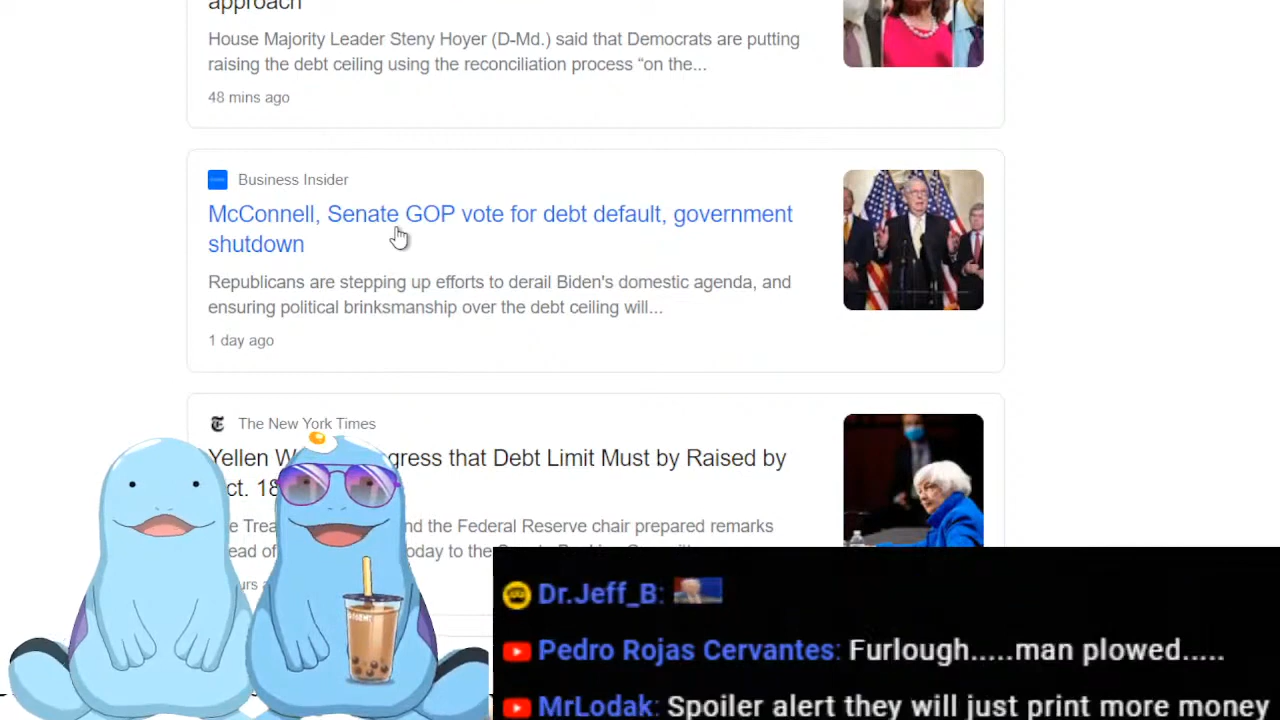 approach
House Majority Leader Steny Hoyer (D-Md.) said that Democrats are putting
raising the debt ceiling using the reconciliation process “on the...
48 mins ago
Business Insider
McConnell, Senate GOP vote for debt default, government
shutdown
Republicans are stepping up efforts to derail Biden's domestic agenda, and
ensuring political brinksmanship over the debt ceiling will...
1 day ago
The New York Times
Yellen gress that Debt Limit Must by Raised by
ct. 18
e Trea nd the Federal Reserve chair prepared remarks
ead of oday to the
Dr.Jeff_B:
Pedro Rojas Cervantes: Furlough.....man plowed.....
MrLodak: Spoiler alert they will just print more money